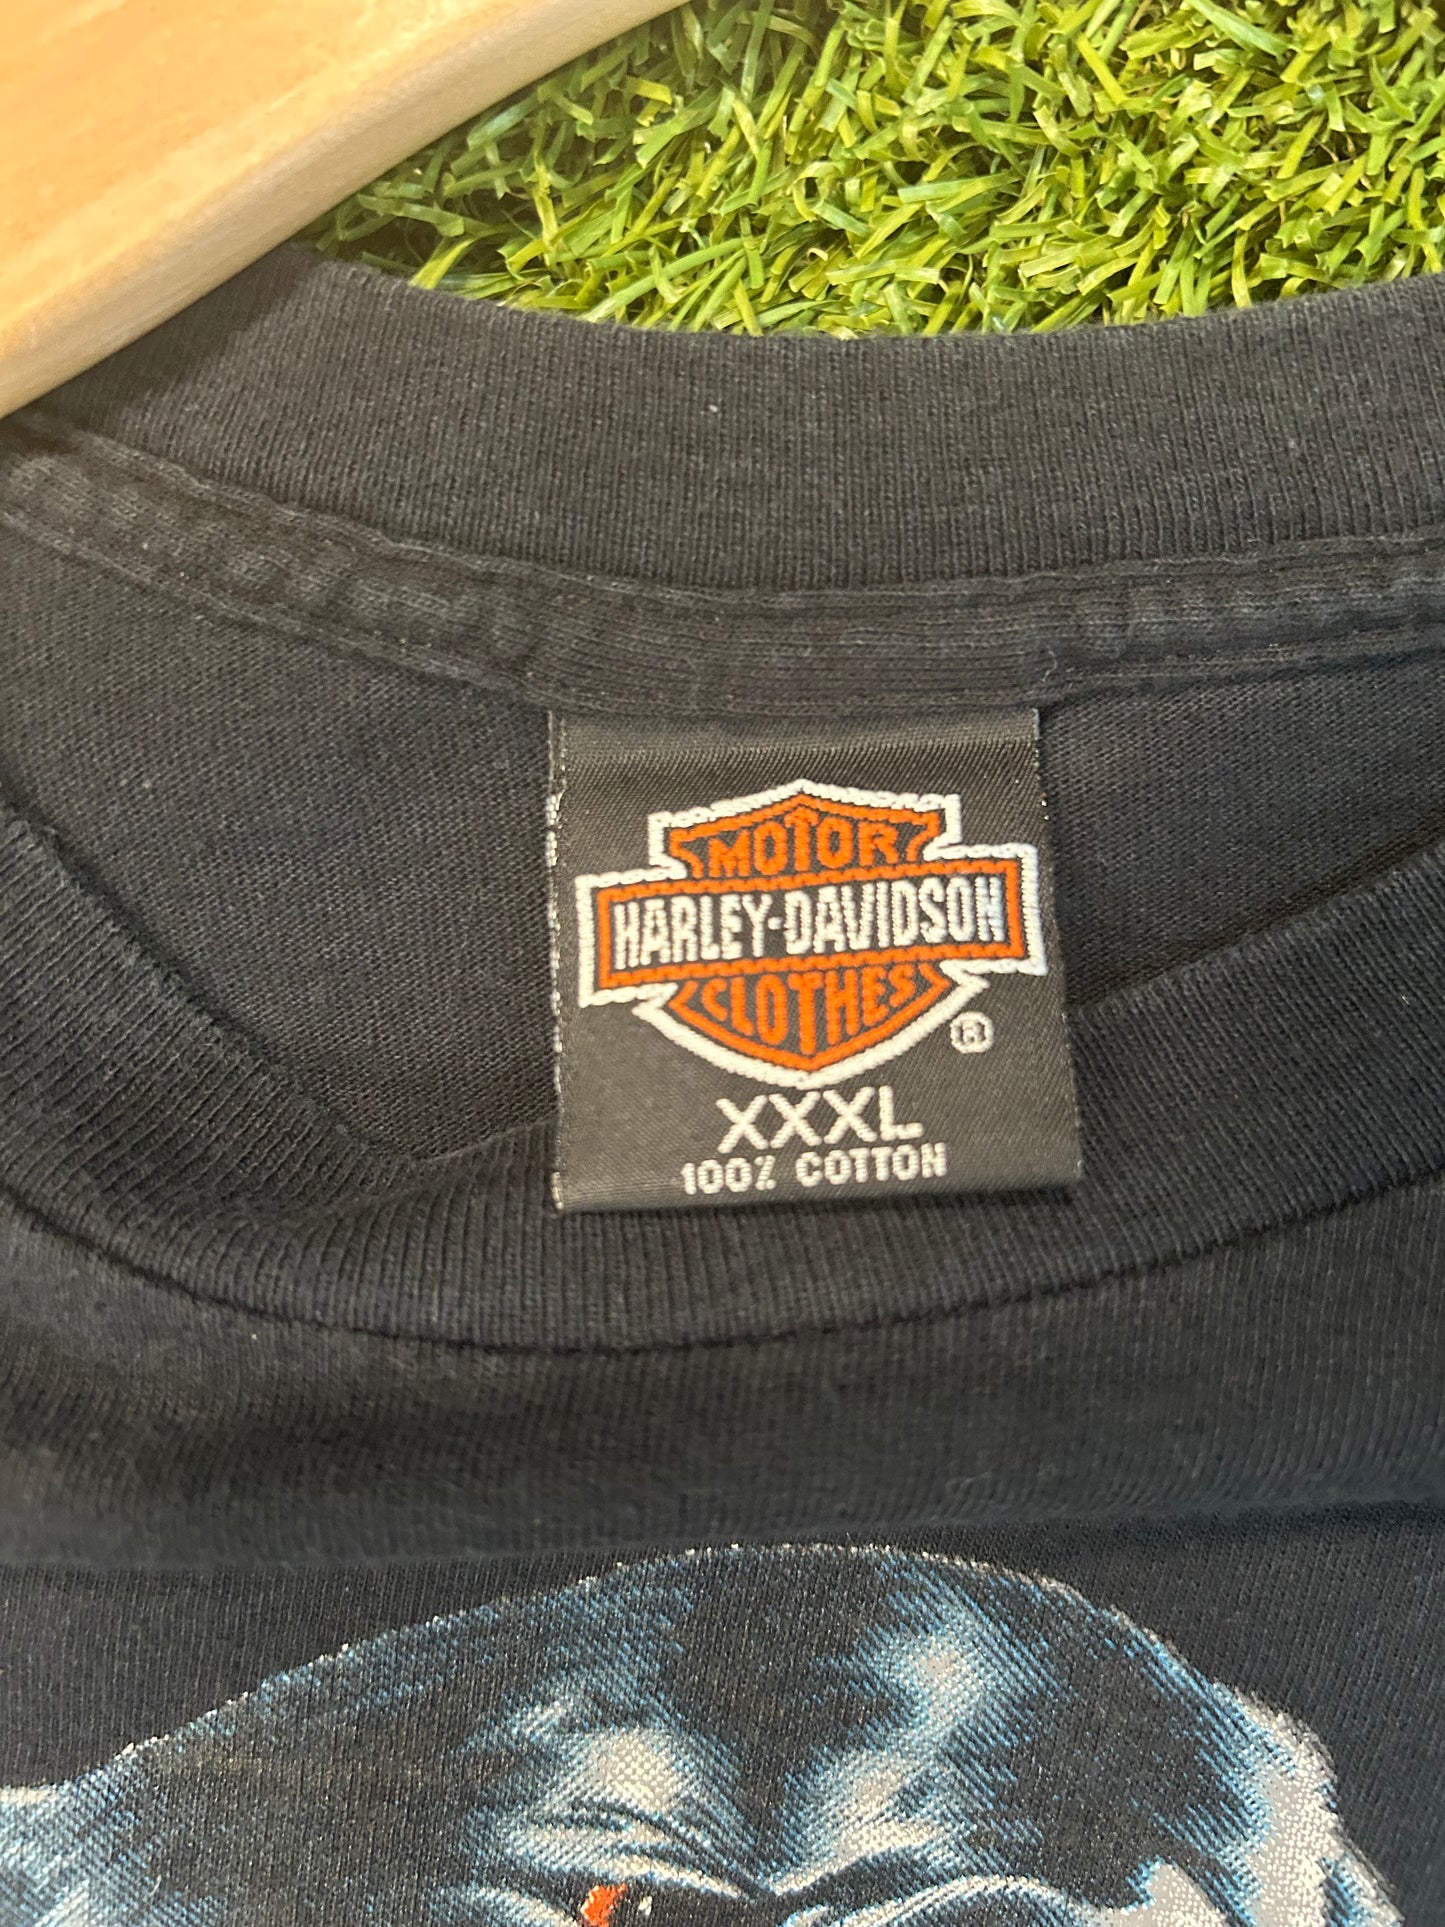 MOTOR
HARLEY-DAVIDSON
CLOTHES
®
XXXL
100% COTTON